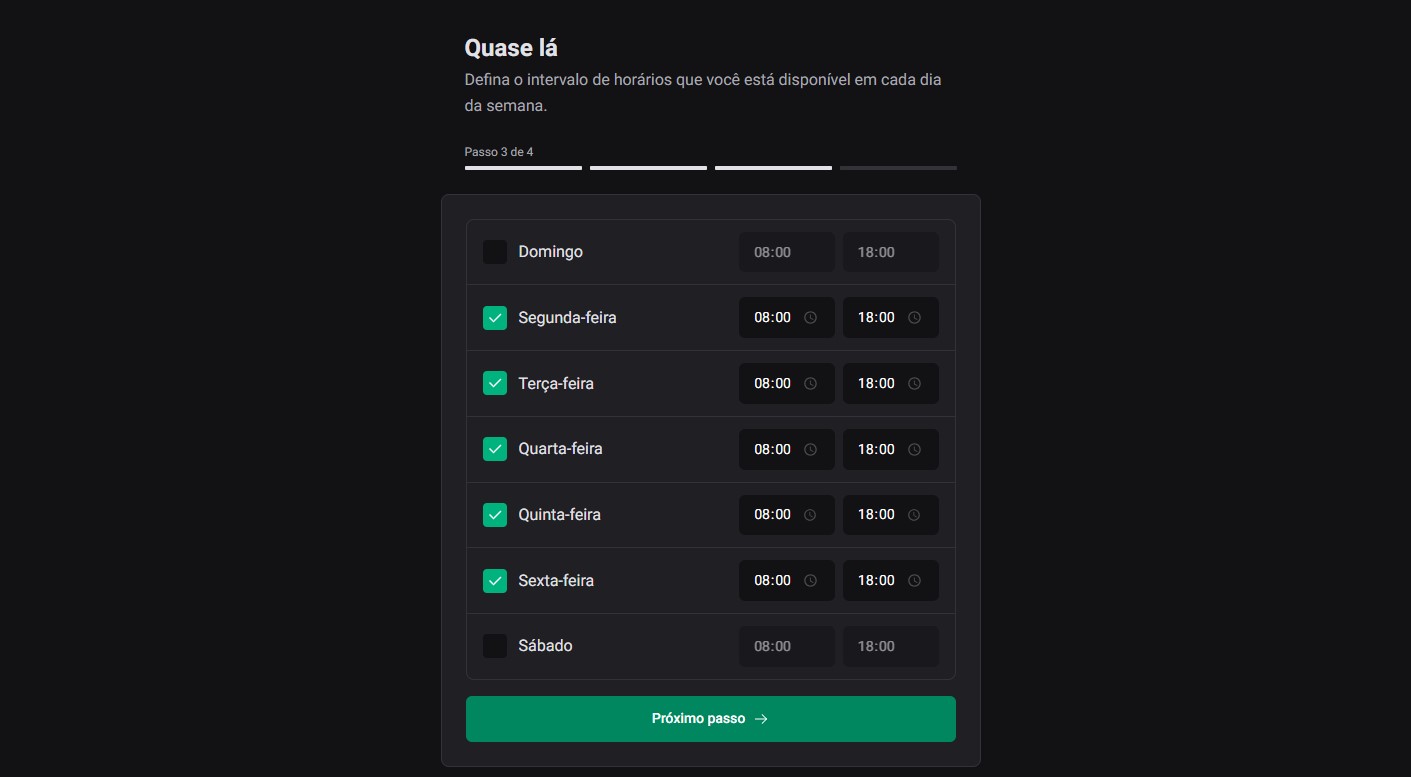 Quase lá
Defina o intervalo de horários que você está disponível em cada dia
da semana.
Passo 3 de 4
Domingo 08:00 18:00
Segunda-feira 08:00 18:00
Terça-feira 08:00 18:00
Quarta-feira 08:00 18:00
Quinta-feira 08:00 18:00
Sexta-feira 08:00 18:00
Sábado 08:00 18:00
Próximo passo →